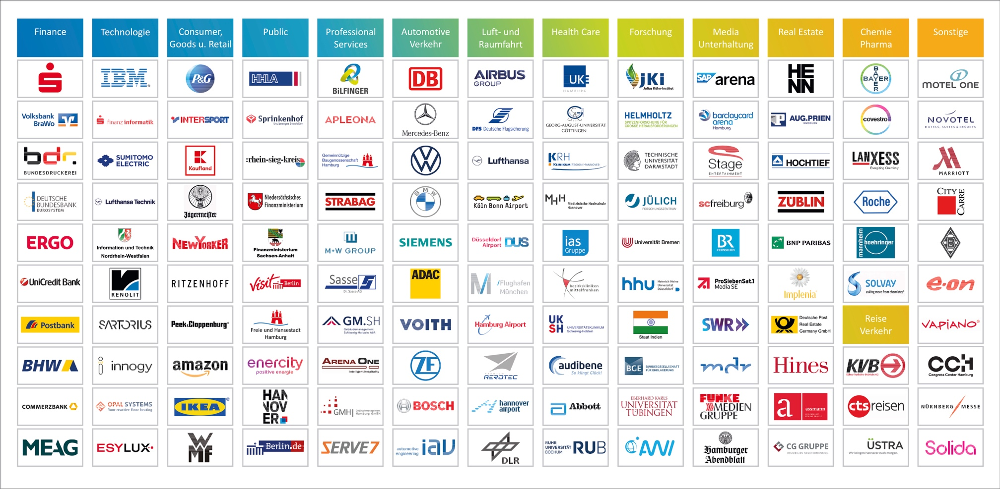 Finance
Technologie
Consumer,
Goods u. Retail
Public
Professional
Services
Automotive
Verkehr
Luft- und
Raumfahrt
Health Care
Forschung
Media
Unterhaltung
Real Estate
Chemie
Pharma
Sonstige
S
IBM
P&G
HHLA
BILFINGER
DB
AIRBUS
GROUP
UKE
HAMBURG
JKI
Julius Kühn-Institut
SAP arena
HE
NN
BAYER
BAYER
MOTEL ONE
Volksbank
BraWo
finanz informatik
INTERSPORT
Sprinkenhof
Uns bewegen Immobilien
APLEONA
Mercedes-Benz
DFS Deutsche Flugsicherung
GEORG-AUGUST-UNIVERSITÄT
GÖTTINGEN
HELMHOLTZ
SPITZENFORSCHUNG FÜR
GROSSE HERAUSFORDERUNGEN
barclaycard
arena
Hamburg
AUG.PRIEN
IMMOBILIEN
covestro
NOVOTEL
HOTELS, SUITES & RESORTS
bdr.
BUNDESDRUCKEREI
SUMITOMO
ELECTRIC
K
Kaufland
:rhein-sieg-kreis
Gemeinnützige
Baugenossenschaft
Hamburg
VW
Lufthansa
KRH
KLINIKUM REGION HANNOVER
TECHNISCHE
UNIVERSITÄT
DARMSTADT
Stage
ENTERTAINMENT
HOCHTIEF
LANXESS
Energizing Chemistry
MARRIOTT
DEUTSCHE
BUNDESBANK
EUROSYSTEM
Lufthansa Technik
Jägermeister
Niedersächsisches
Finanzministerium
STRABAG
BMW
Köln Bonn Airport
MHH
Medizinische Hochschule
Hannover
JÜLICH
FORSCHUNGSZENTRUM
scfreiburg
ZÜBLIN
Roche
CITY
CARRE
ERGO
Information und Technik
Nordrhein-Westfalen
NEWYORKER
Finanzministerium
Sachsen-Anhalt
M+W GROUP
SIEMENS
Düsseldorf
Airport DUS
ias
Gruppe
Universität Bremen
BR
FERNSEHEN
BNP PARIBAS
mannheim
boehringer
B
UniCredit Bank
RENOLIT
RITZENHOFF
Visit Berlin
Sasse
Dr. Sasse AG
ADAC
M /Flughafen
München
bezirkskliniken
mittelfranken
hhu
Heinrich Heine
Universität
Düsseldorf
ProSiebenSat.1
Media SE
Implenia
SOLVAY
asking more from chemistry®
e·on
Postbank
SARTORIUS
Peek&Cloppenburg*
Freie und Hansestadt
Hamburg
GM.SH
Gebäudemanagement
Schleswig-Holstein AöR
VOITH
Hamburg Airport
UK
SH
UNIVERSITÄTSKLINIKUM
Schleswig-Holstein
Staat Indien
SWR
Deutsche Post
Real Estate
Germany GmbH
Reise
Verkehr
VAPIANO®
BHW
innogy
amazon
enercity
positive energie
ARENA ONE
intelligent hospitality
ZF
PREMIUM
AEROTEC
audibene
So klingt Glück!
BGE
BUNDESGESELLSCHAFT
FÜR ENDLAGERUNG
mdr
Hines
KVB
Kölner Verkehrs-Betriebe AG
CCH
Congress Center Hamburg
COMMERZBANK
OPAL SYSTEMS
Your reactive floor heating
IKEA®
HAN
NOV
ER
GMH
Gebäudemanagement
Hamburg GmbH
BOSCH
hannover
airport
Abbott
EBERHARD KARLS
UNIVERSITÄT
TÜBINGEN
FUNKE
MEDIEN
GRUPPE
a assmann
cts reisen
NÜRNBERG MESSE
MEAG
ESYLUX
WMF
Berlin.de
SERVE7
automotive
engineering iav
DLR
RUHR
UNIVERSITÄT
BOCHUM RUB
ANVI
Hamburger
Abendblatt
CG GRUPPE
IMMOBILIEN NEUER DIMENSION
ÜSTRA
Wir bringen Hannover nach morgen.
Solida